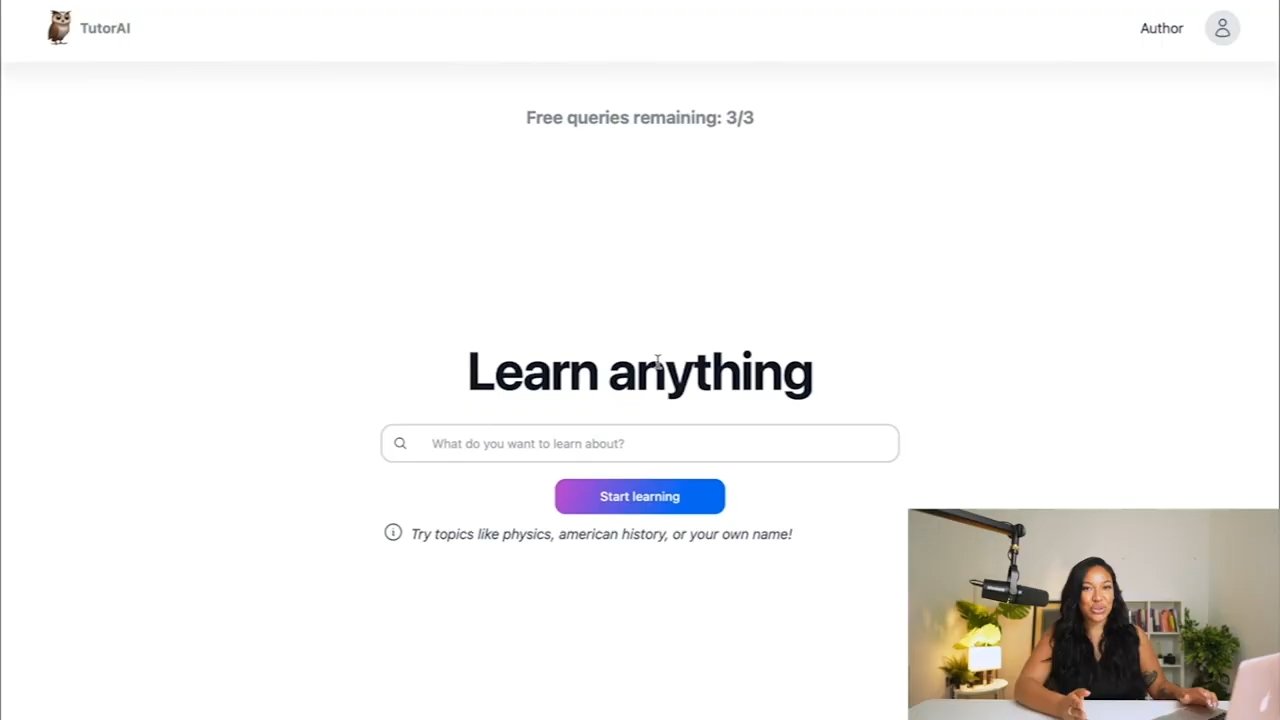 TutorAI
Author
Free queries remaining: 3/3
Learn anything
What do you want to learn about?
Start learning
Try topics like physics, american history, or your own name!